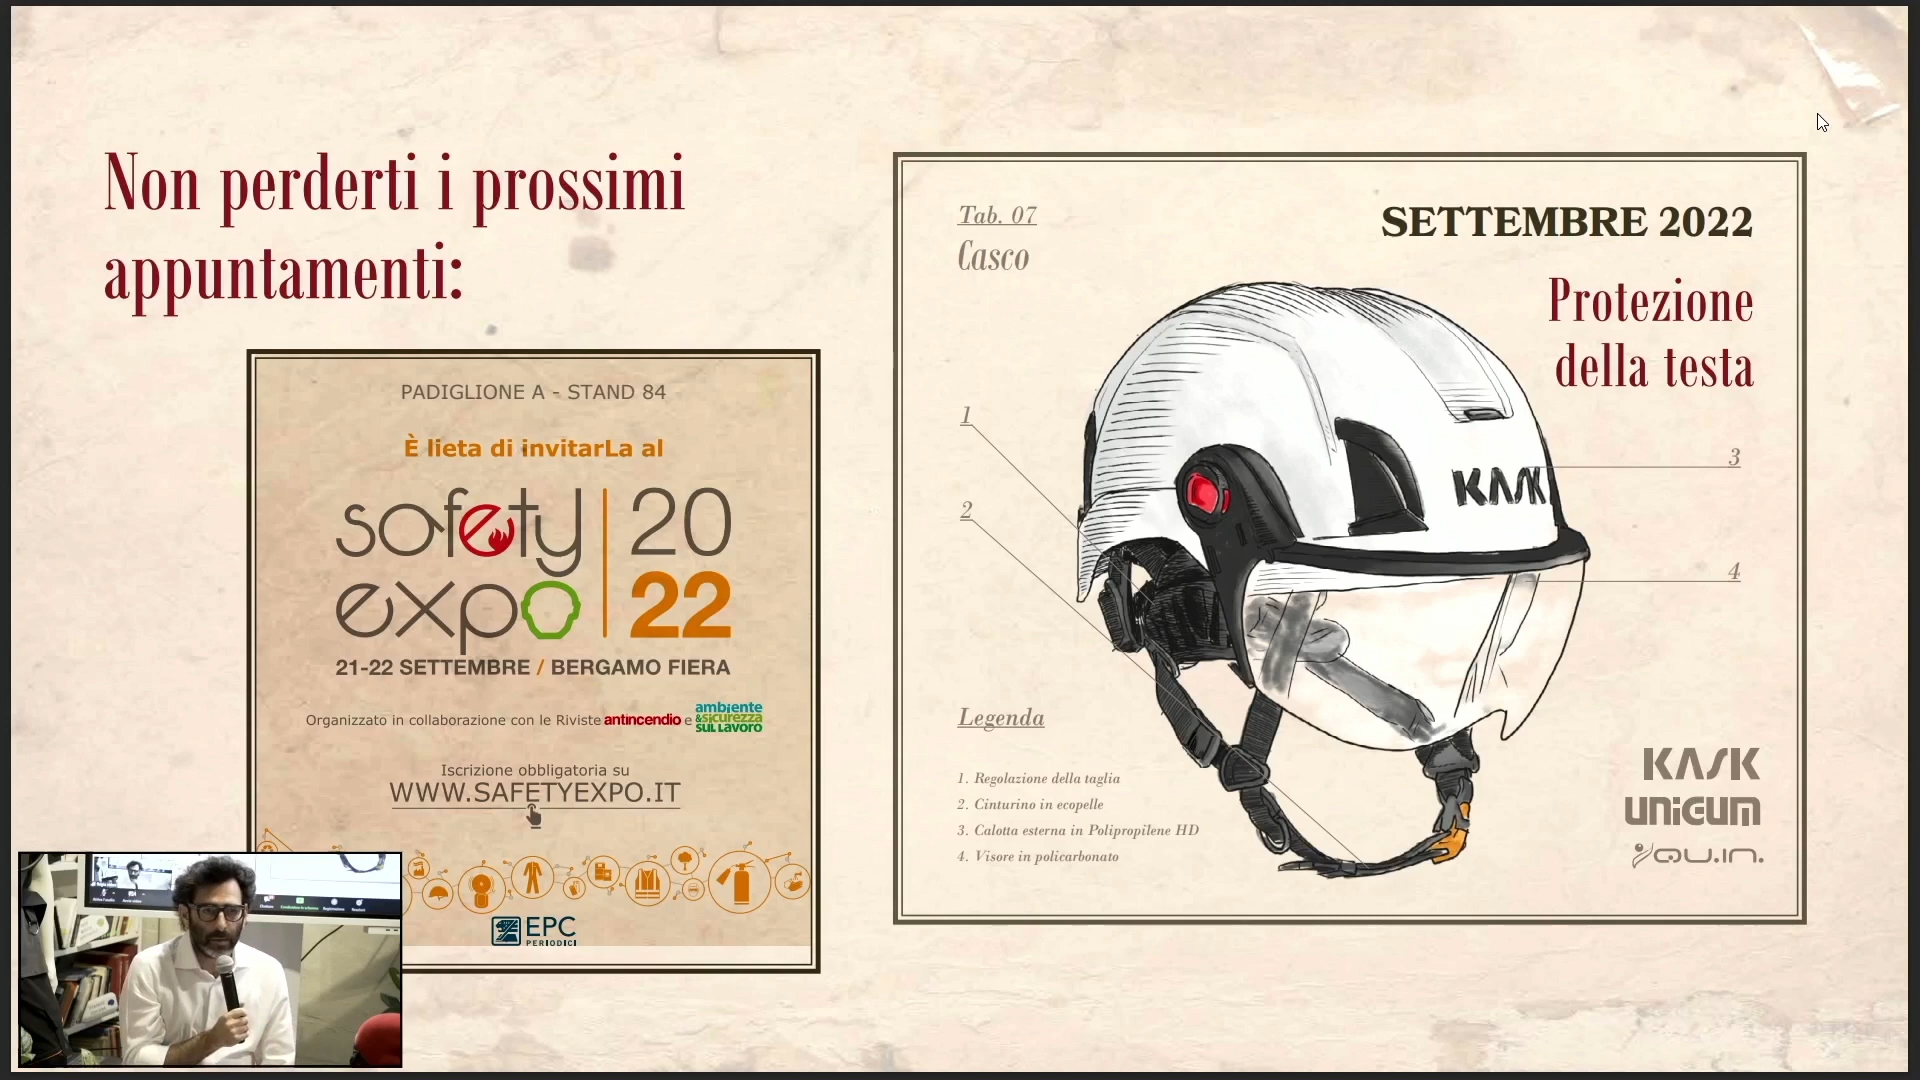 Non perderti i prossimi
appuntamenti:
PADIGLIONE A - STAND 84
È lieta di invitarLa al
safety
expo
20
22
21-22 SETTEMBRE / BERGAMO FIERA
Organizzato in collaborazione con le Riviste antincendio e ambiente
&sicurezza
sul lavoro
Iscrizione obbligatoria su
WWW.SAFETYEXPO.IT
EPC
PERIODICI
Tab. 07
Casco
SETTEMBRE 2022
Protezione
della testa
1
2
3
4
KASK
Legenda
1. Regolazione della taglia
2. Cinturino in ecopelle
3. Calotta esterna in Polipropilene HD
4. Visore in policarbonato
KASK
UNIGUM
YOU.IN.